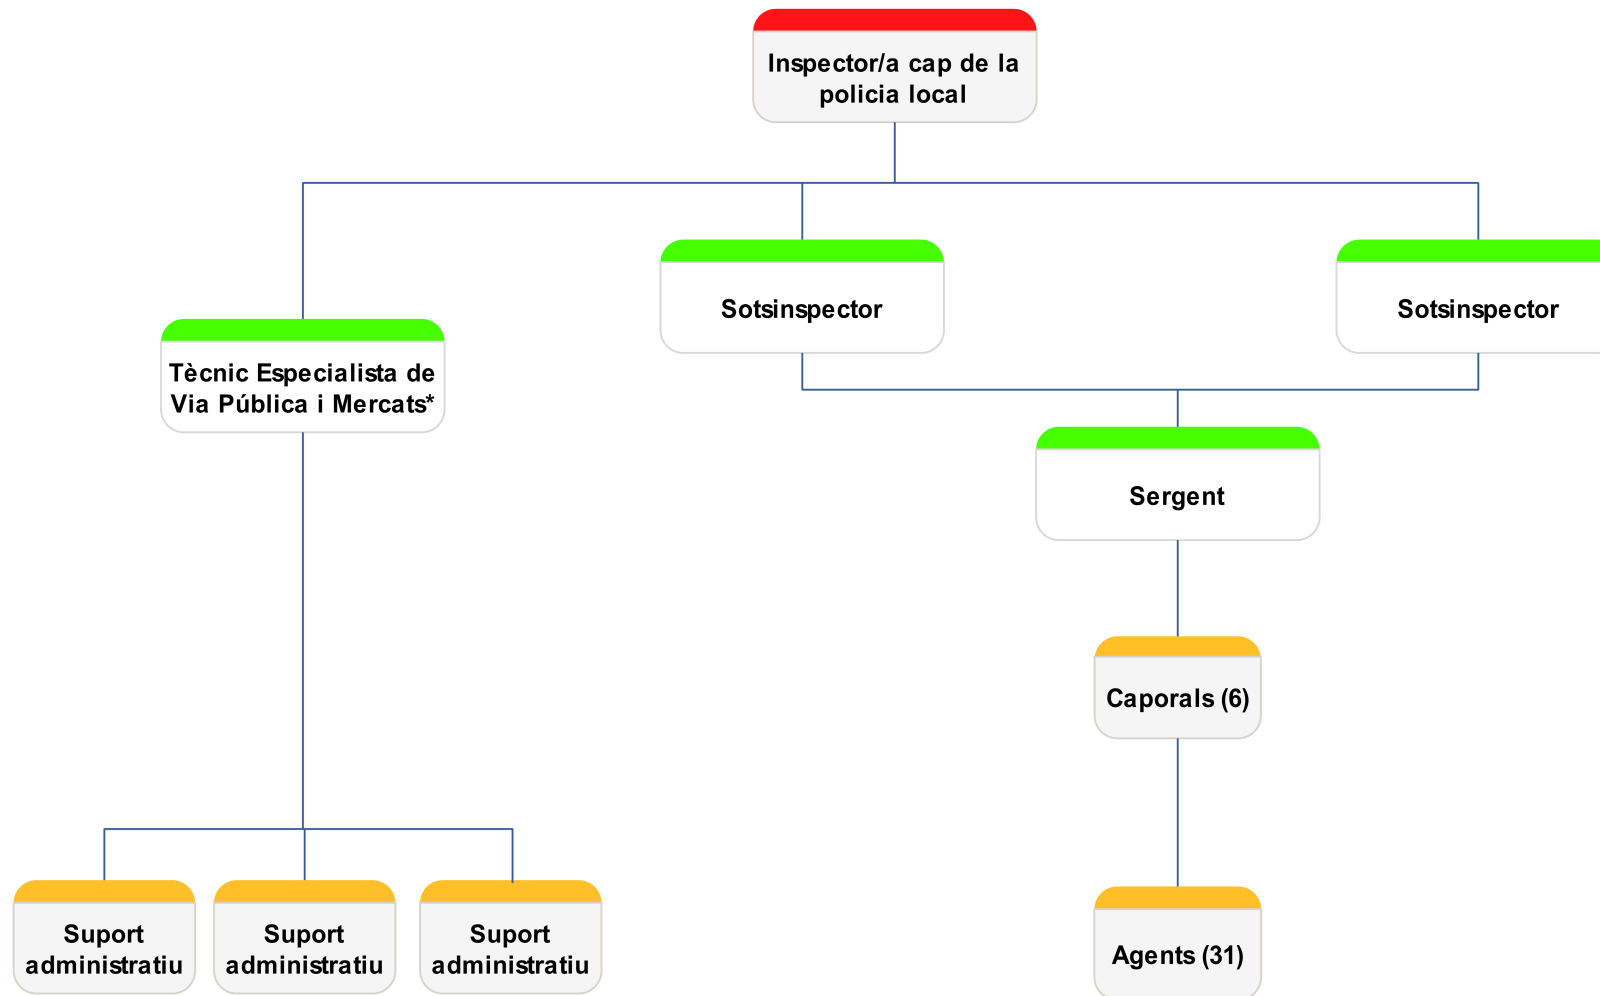 Inspector/a cap de la
policia local
Sotsinspector
Sotsinspector
Tècnic Especialista de
Via Pública i Mercats*
Sergent
Caporals (6)
Suport
administratiu
Suport
administratiu
Suport
administratiu
Agents (31)